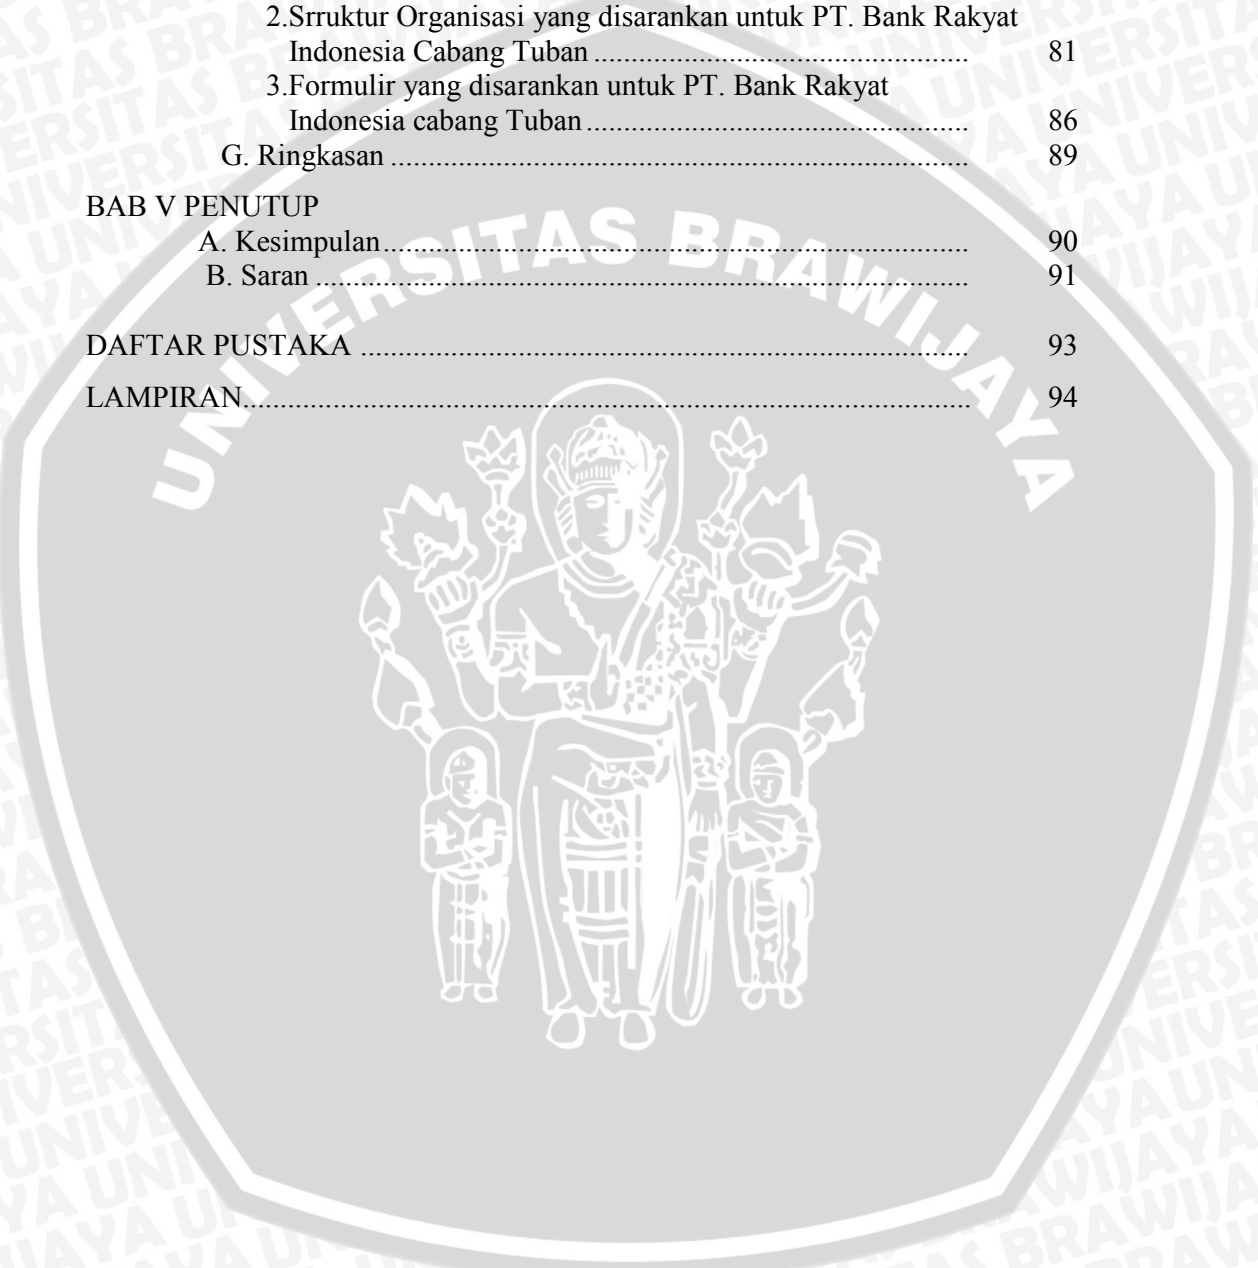 2.Srruktur Organisasi yang disarankan untuk PT. Bank Rakyat
Indonesia Cabang Tuban ................................................. 81
3.Formulir yang disarankan untuk PT. Bank Rakyat
Indonesia cabang Tuban .................................................. 86
G. Ringkasan ........................................................................... 89
BAB V PENUTUP
A. Kesimpulan............................................................................ 90
B. Saran ..................................................................................... 91
DAFTAR PUSTAKA ............................................................................... 93
LAMPIRAN............................................................................................... 94
UNIVERSITAS BRAWIJAYA